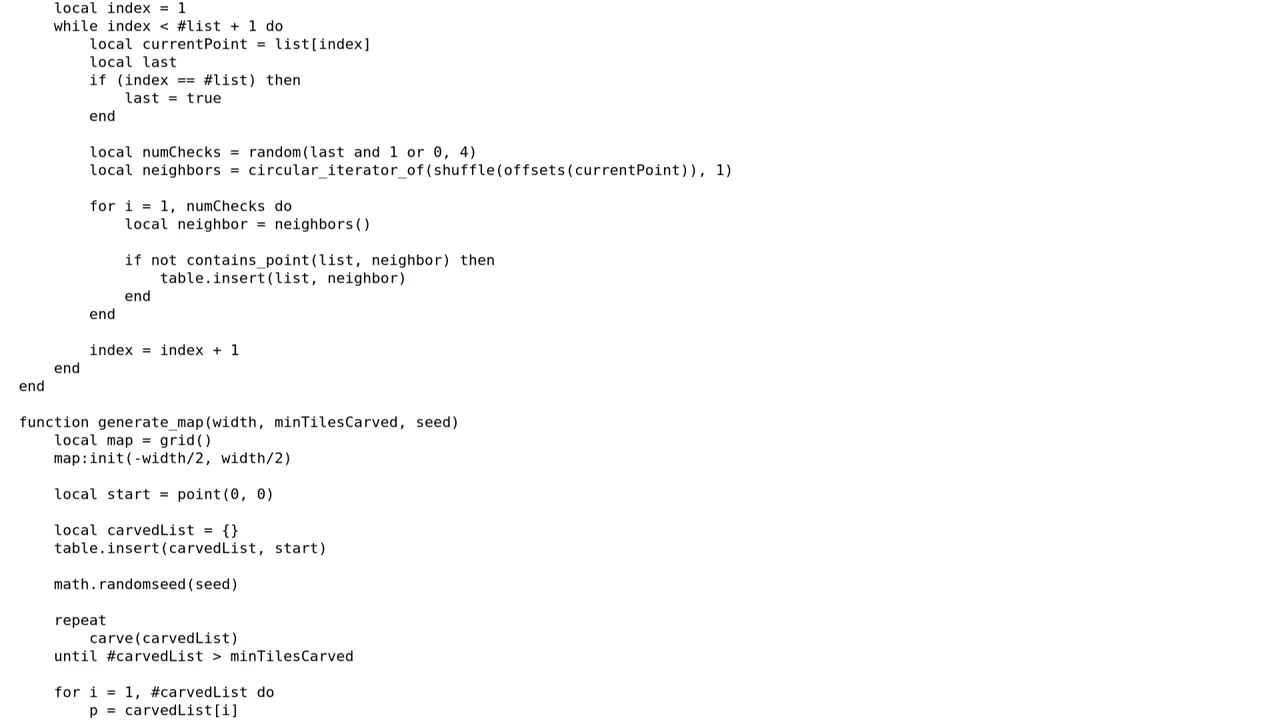 local index = 1
    while index < #list + 1 do
        local currentPoint = list[index]
        local last
        if (index == #list) then
            last = true
        end

        local numChecks = random(last and 1 or 0, 4)
        local neighbors = circular_iterator_of(shuffle(offsets(currentPoint)), 1)

        for i = 1, numChecks do
            local neighbor = neighbors()

            if not contains_point(list, neighbor) then
                table.insert(list, neighbor)
            end
        end

        index = index + 1
    end
end

function generate_map(width, minTilesCarved, seed)
    local map = grid()
    map:init(-width/2, width/2)

    local start = point(0, 0)

    local carvedList = {}
    table.insert(carvedList, start)

    math.randomseed(seed)

    repeat
        carve(carvedList)
    until #carvedList > minTilesCarved

    for i = 1, #carvedList do
        p = carvedList[i]